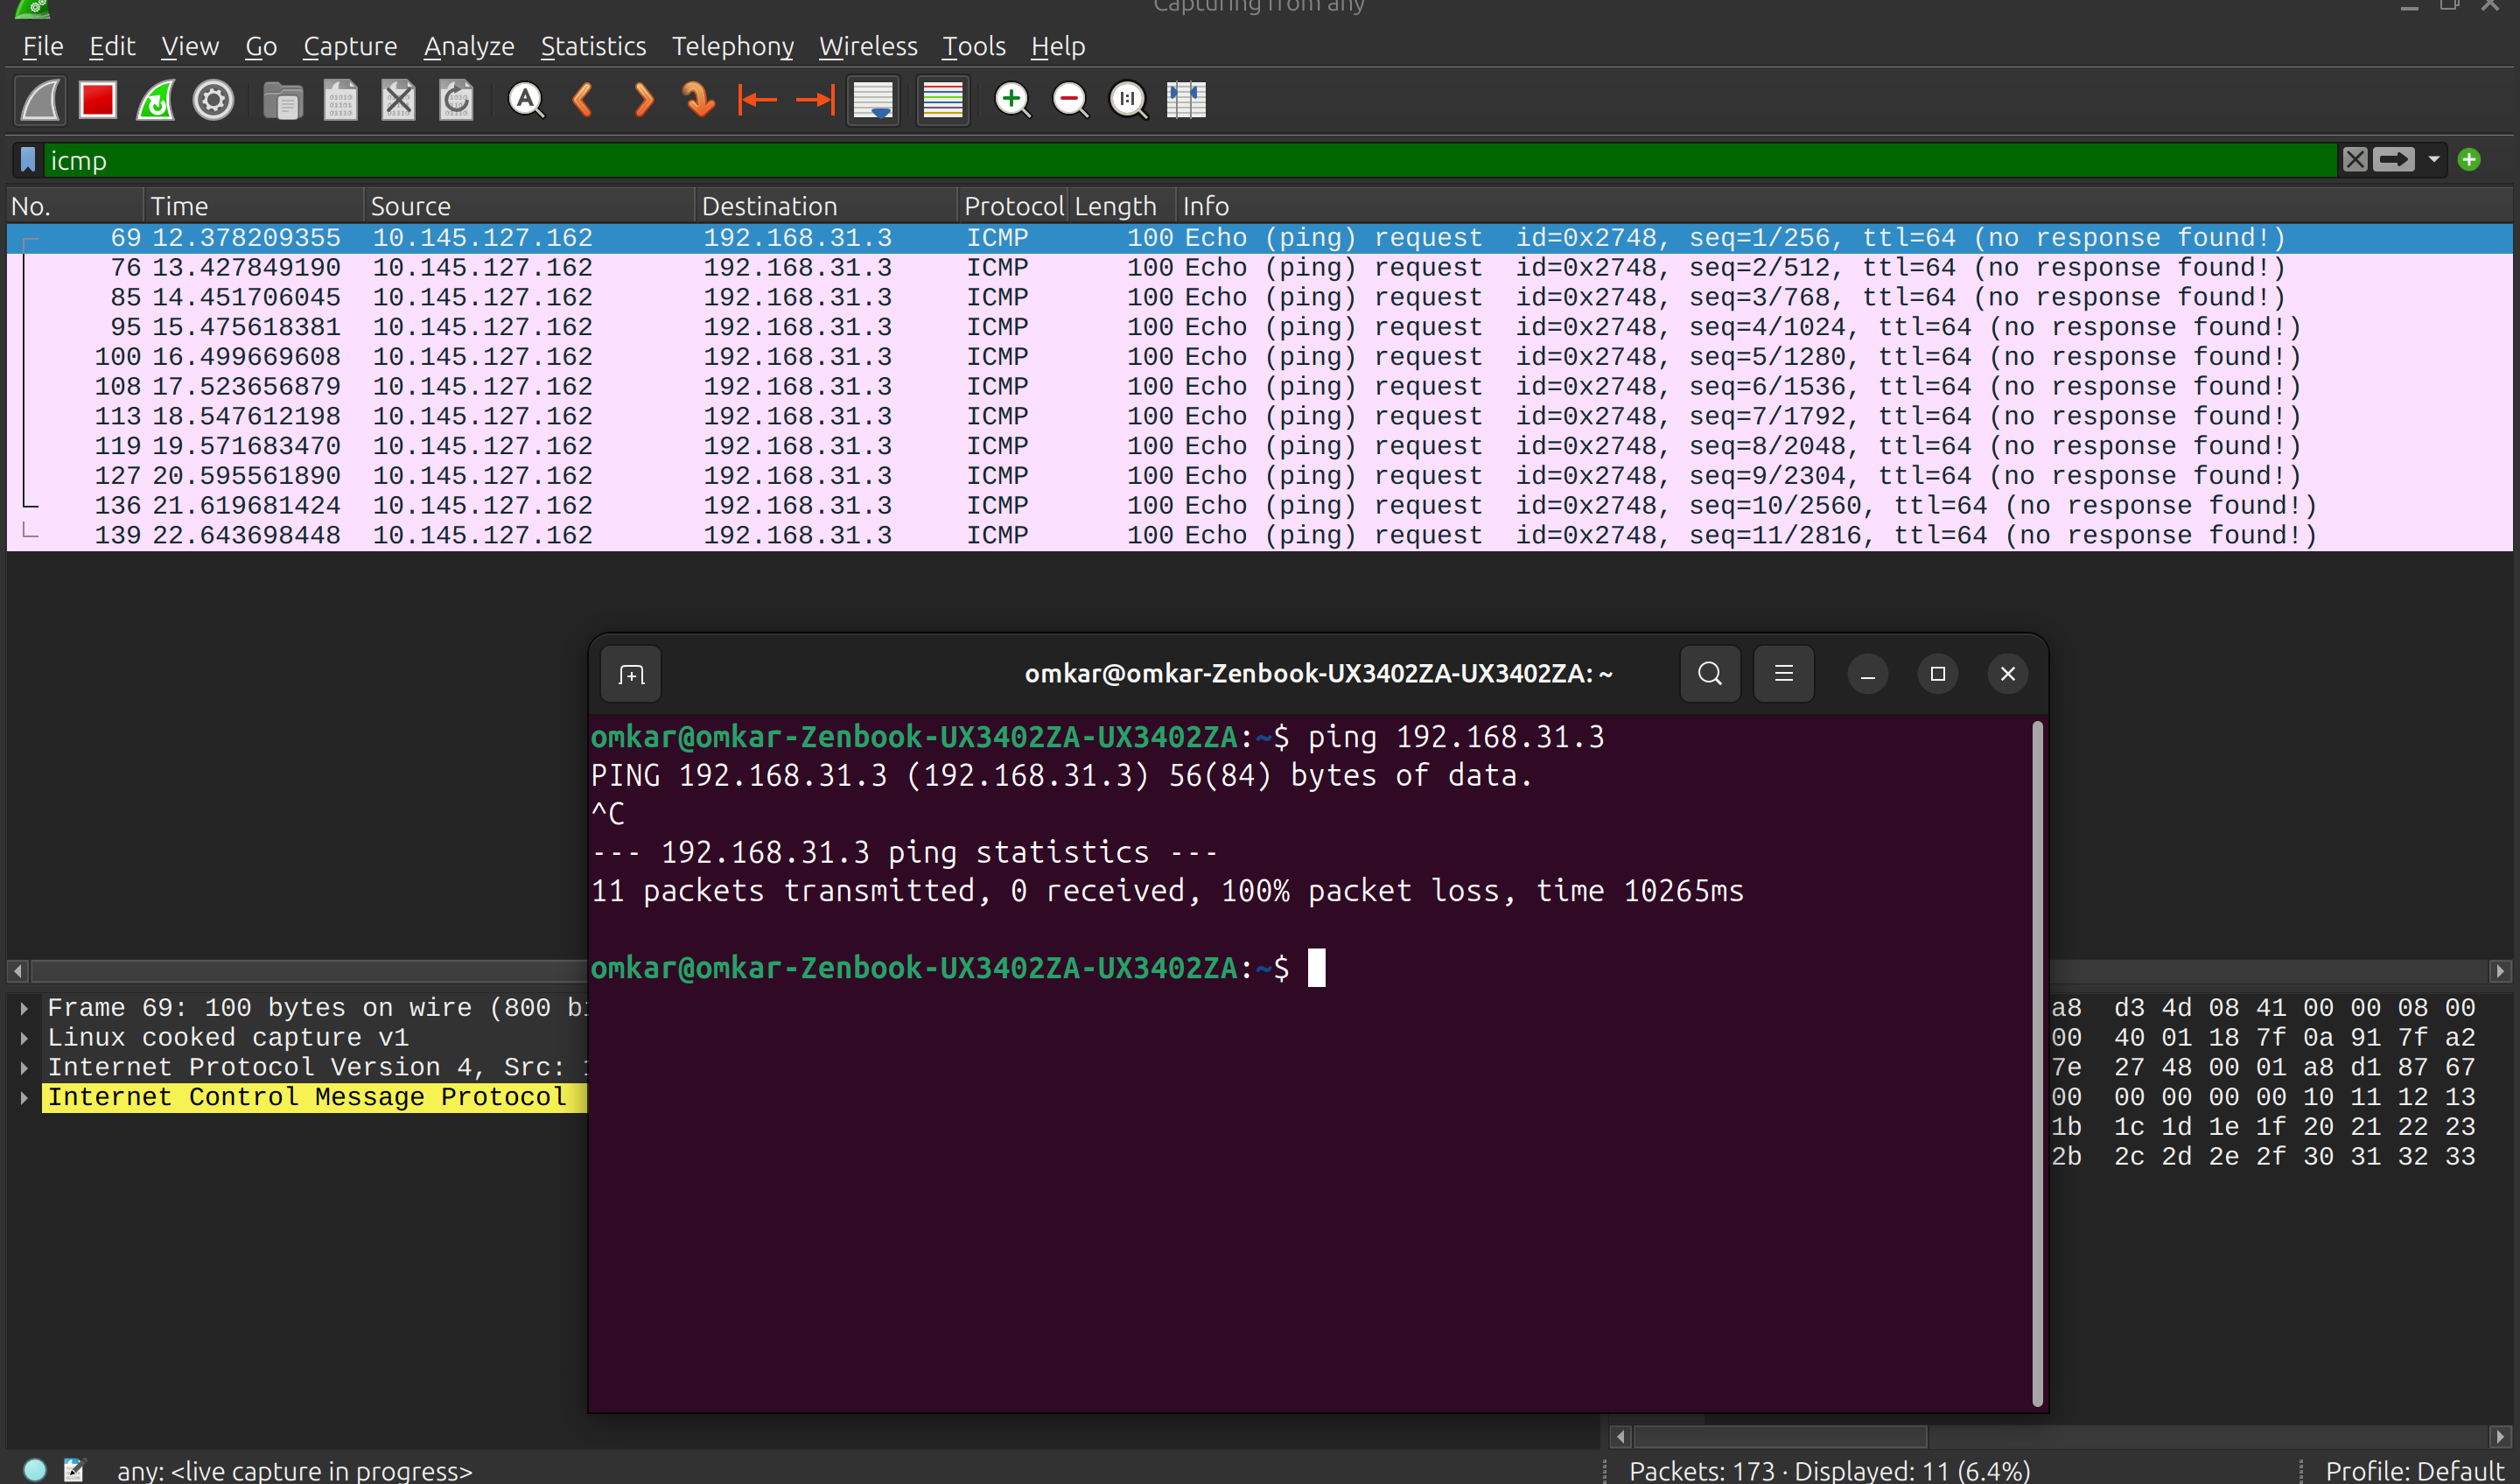 Capturing from any
File Edit View Go Capture Analyze Statistics Telephony Wireless Tools Help
icmp
No. Time Source Destination Protocol Length Info
69 12.378209355 10.145.127.162 192.168.31.3 ICMP 100 Echo (ping) request id=0x2748, seq=1/256, ttl=64 (no response found!)
76 13.427849190 10.145.127.162 192.168.31.3 ICMP 100 Echo (ping) request id=0x2748, seq=2/512, ttl=64 (no response found!)
85 14.451706045 10.145.127.162 192.168.31.3 ICMP 100 Echo (ping) request id=0x2748, seq=3/768, ttl=64 (no response found!)
95 15.475618381 10.145.127.162 192.168.31.3 ICMP 100 Echo (ping) request id=0x2748, seq=4/1024, ttl=64 (no response found!)
100 16.499669608 10.145.127.162 192.168.31.3 ICMP 100 Echo (ping) request id=0x2748, seq=5/1280, ttl=64 (no response found!)
108 17.523656879 10.145.127.162 192.168.31.3 ICMP 100 Echo (ping) request id=0x2748, seq=6/1536, ttl=64 (no response found!)
113 18.547612198 10.145.127.162 192.168.31.3 ICMP 100 Echo (ping) request id=0x2748, seq=7/1792, ttl=64 (no response found!)
119 19.571683470 10.145.127.162 192.168.31.3 ICMP 100 Echo (ping) request id=0x2748, seq=8/2048, ttl=64 (no response found!)
127 20.595561890 10.145.127.162 192.168.31.3 ICMP 100 Echo (ping) request id=0x2748, seq=9/2304, ttl=64 (no response found!)
136 21.619681424 10.145.127.162 192.168.31.3 ICMP 100 Echo (ping) request id=0x2748, seq=10/2560, ttl=64 (no response found!)
139 22.643698448 10.145.127.162 192.168.31.3 ICMP 100 Echo (ping) request id=0x2748, seq=11/2816, ttl=64 (no response found!)
omkar@omkar-Zenbook-UX3402ZA-UX3402ZA: ~
omkar@omkar-Zenbook-UX3402ZA-UX3402ZA:~$ ping 192.168.31.3
PING 192.168.31.3 (192.168.31.3) 56(84) bytes of data.
^C
--- 192.168.31.3 ping statistics ---
11 packets transmitted, 0 received, 100% packet loss, time 10265ms
omkar@omkar-Zenbook-UX3402ZA-UX3402ZA:~$
Frame 69: 100 bytes on wire (800 bi
Linux cooked capture v1
Internet Protocol Version 4, Src: 1
Internet Control Message Protocol
a8 d3 4d 08 41 00 00 08 00
00 40 01 18 7f 0a 91 7f a2
7e 27 48 00 01 a8 d1 87 67
00 00 00 00 00 10 11 12 13
1b 1c 1d 1e 1f 20 21 22 23
2b 2c 2d 2e 2f 30 31 32 33
any: <live capture in progress>
Packets: 173 · Displayed: 11 (6.4%)
Profile: Default